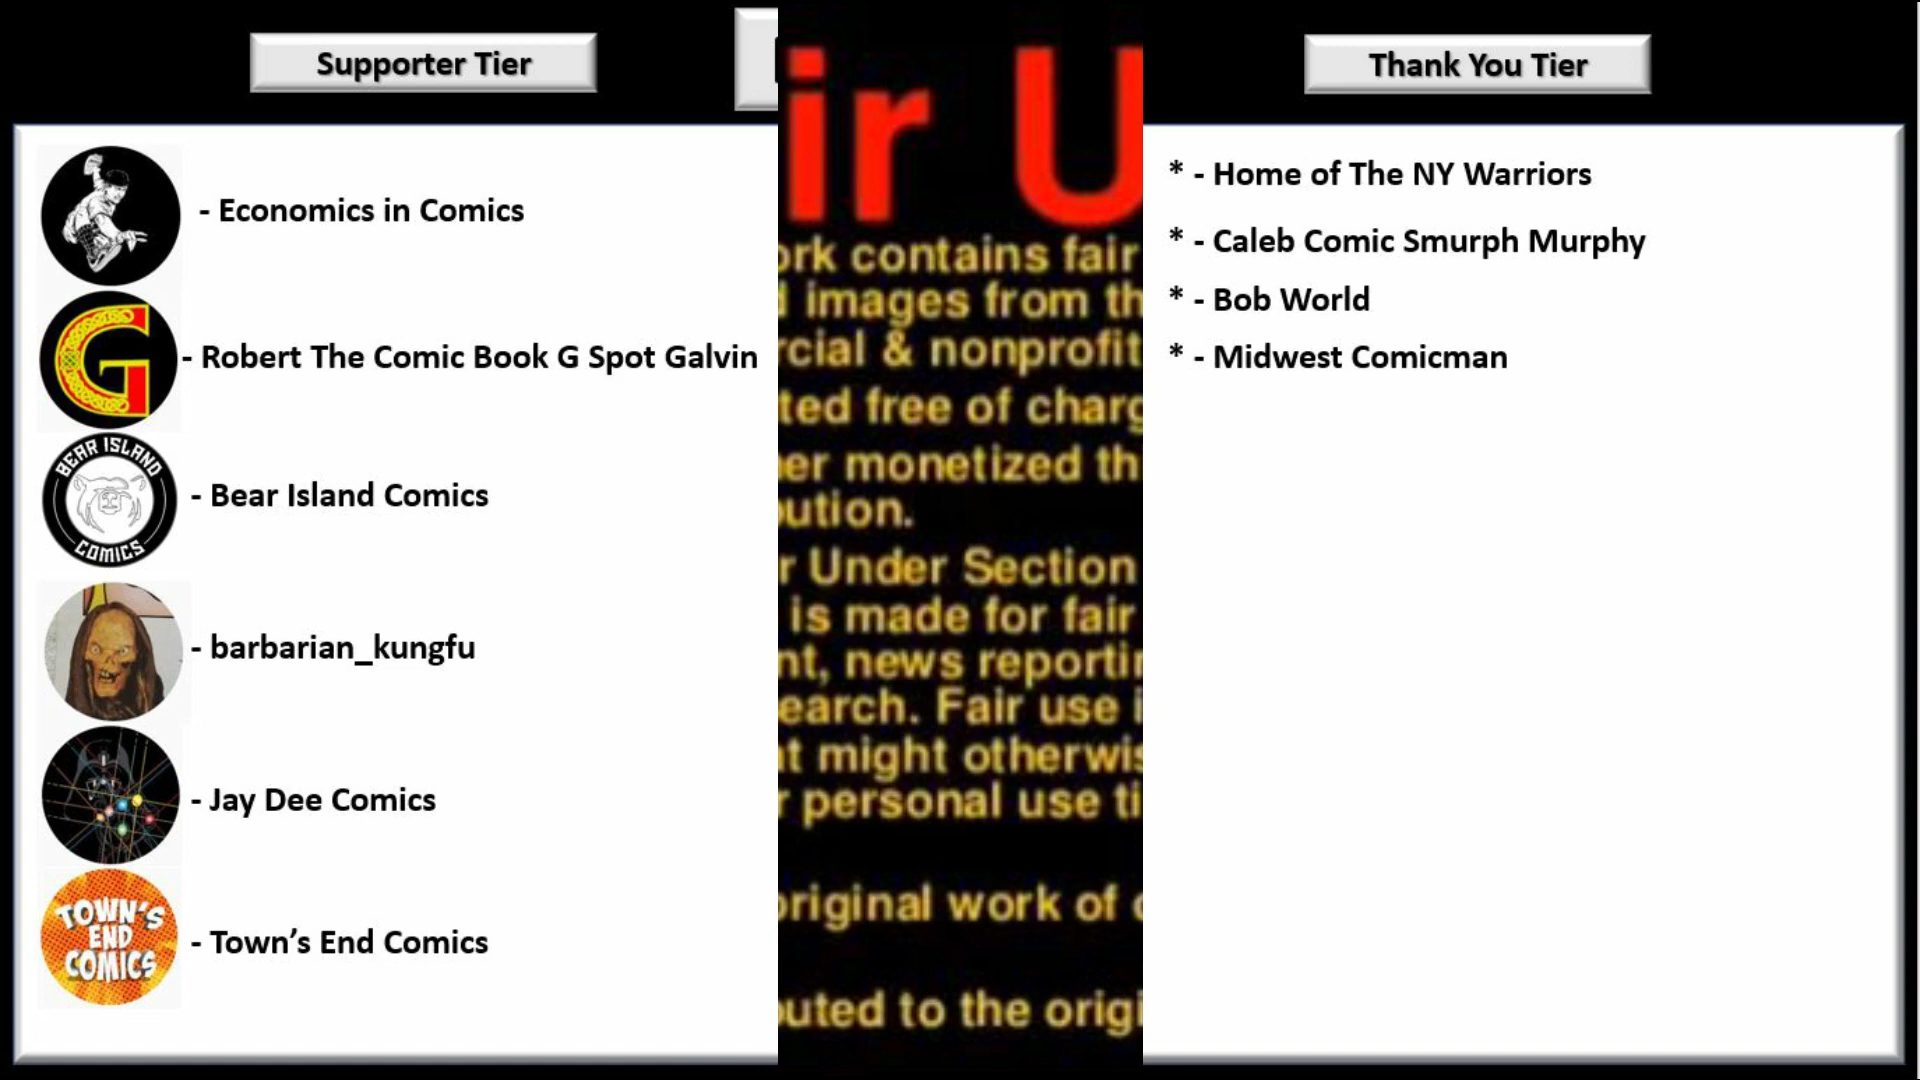 Supporter Tier
- Economics in Comics
- Robert The Comic Book G Spot Galvin
BEAR ISLAND
COMICS
- Bear Island Comics
- barbarian_kungfu
- Jay Dee Comics
TOWN'S
END
COMICS
- Town’s End Comics
ir U
ork contains fair
images from th
rcial & nonprofit
ted free of charg
er monetized th
ution.
r Under Section
is made for fair
nt, news reportin
earch. Fair use i
t might otherwis
r personal use ti
original work of
uted to the origi
Thank You Tier
* - Home of The NY Warriors
* - Caleb Comic Smurph Murphy
* - Bob World
* - Midwest Comicman